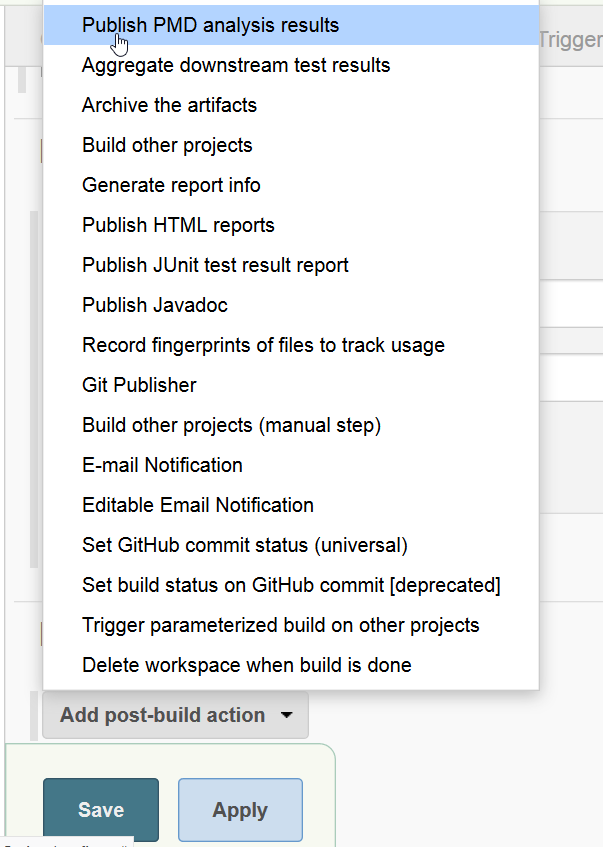 Publish PMD analysis results
Trigger
Aggregate downstream test results
Archive the artifacts
Build other projects
Generate report info
Publish HTML reports
Publish JUnit test result report
Publish Javadoc
Record fingerprints of files to track usage
Git Publisher
Build other projects (manual step)
E-mail Notification
Editable Email Notification
Set GitHub commit status (universal)
Set build status on GitHub commit [deprecated]
Trigger parameterized build on other projects
Delete workspace when build is done
Add post-build action
Save
Apply